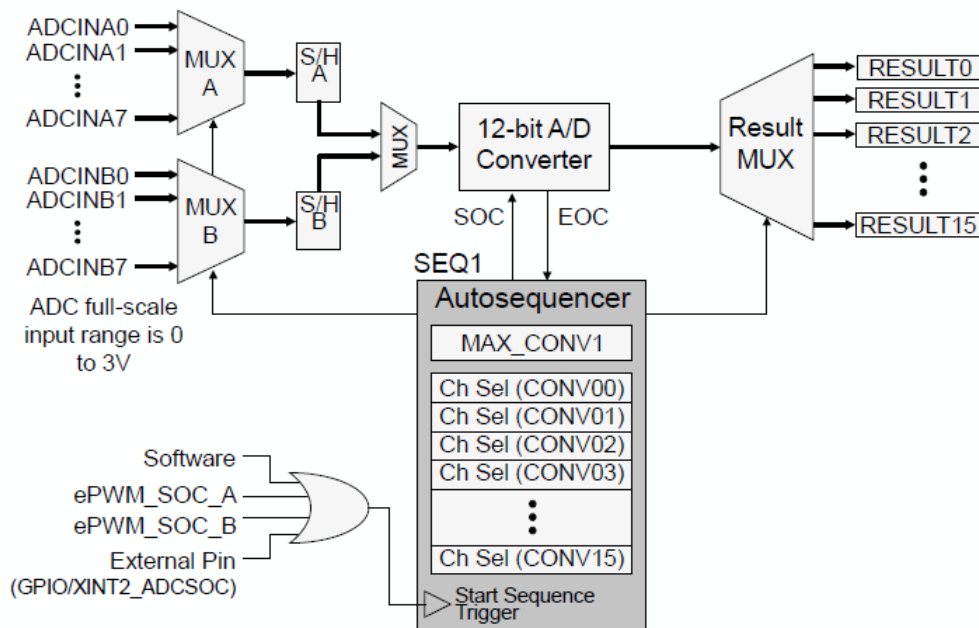 ADCINA0
ADCINA1
ADCINA7
MUX
A
S/H
A
ADCINB0
ADCINB1
ADCINB7
MUX
B
S/H
B
MUX
12-bit A/D
Converter
Result
MUX
RESULT0
RESULT1
RESULT2
RESULT15
SOC
EOC
ADC full-scale
input range is 0
to 3V
SEQ1
Autosequencer
MAX_CONV1
Ch Sel (CONV00)
Ch Sel (CONV01)
Ch Sel (CONV02)
Ch Sel (CONV03)
Ch Sel (CONV15)
Start Sequence
Trigger
Software
ePWM_SOC_A
ePWM_SOC_B
External Pin
(GPIO/XINT2_ADCSOC)